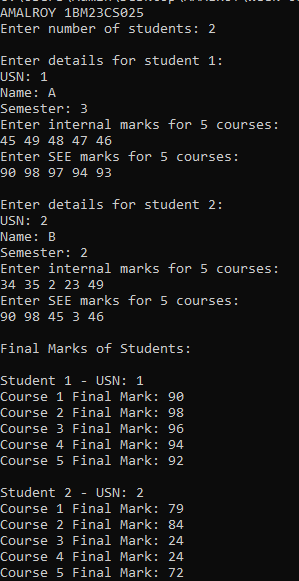 AMALROY 1BM23CS025
Enter number of students: 2
Enter details for student 1:
USN: 1
Name: A
Semester: 3
Enter internal marks for 5 courses:
45 49 48 47 46
Enter SEE marks for 5 courses:
90 98 97 94 93
Enter details for student 2:
USN: 2
Name: B
Semester: 2
Enter internal marks for 5 courses:
34 35 2 23 49
Enter SEE marks for 5 courses:
90 98 45 3 46
Final Marks of Students:
Student 1 - USN: 1
Course 1 Final Mark: 90
Course 2 Final Mark: 98
Course 3 Final Mark: 96
Course 4 Final Mark: 94
Course 5 Final Mark: 92
Student 2 - USN: 2
Course 1 Final Mark: 79
Course 2 Final Mark: 84
Course 3 Final Mark: 24
Course 4 Final Mark: 24
Course 5 Final Mark: 72